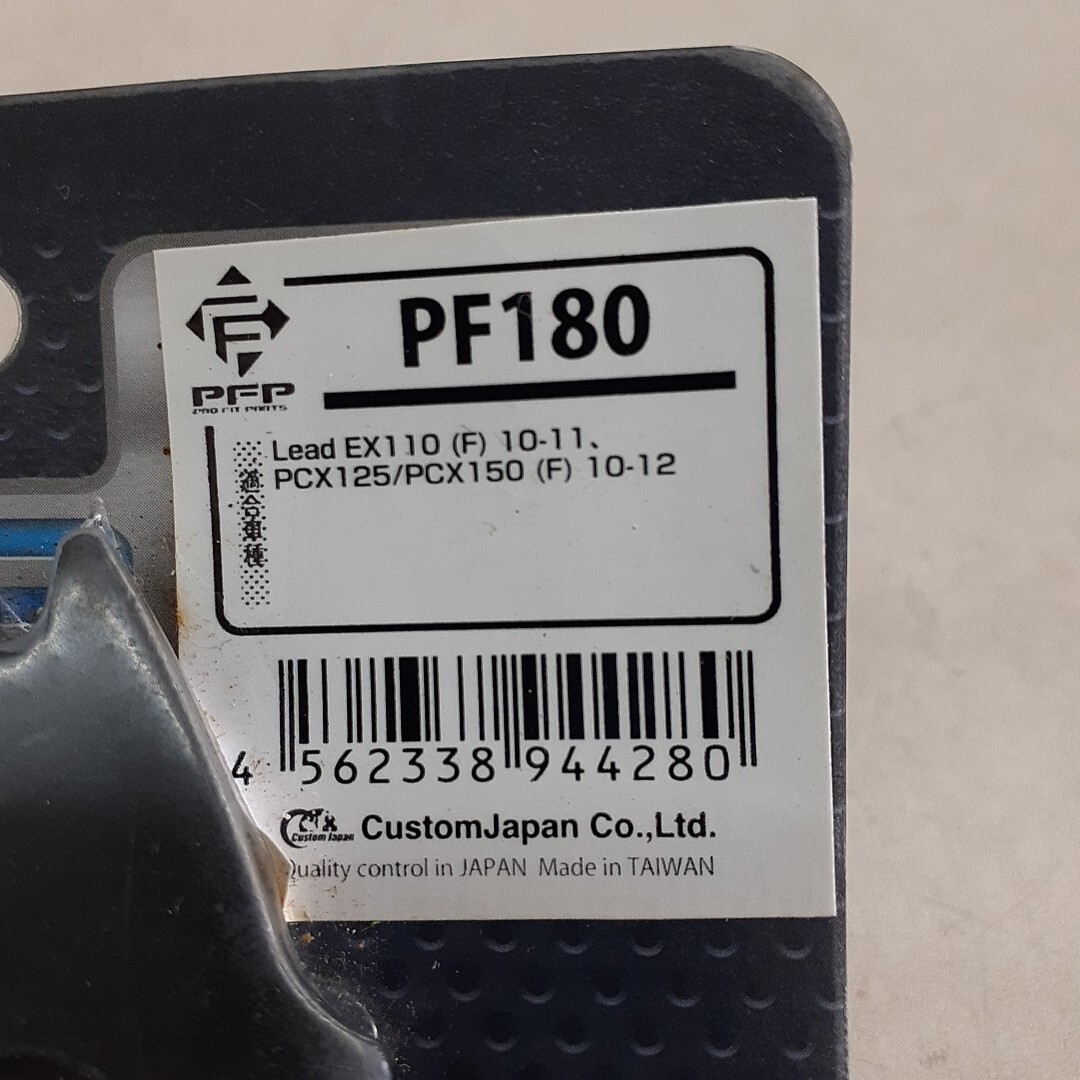 PF180
PFP
PRO FIT PARTS
適合車種
Lead EX110 (F) 10-11、
PCX125/PCX150 (F) 10-12
4 562338 944280
Custom Japan
CustomJapan Co.,Ltd.
Quality control in JAPAN Made in TAIWAN